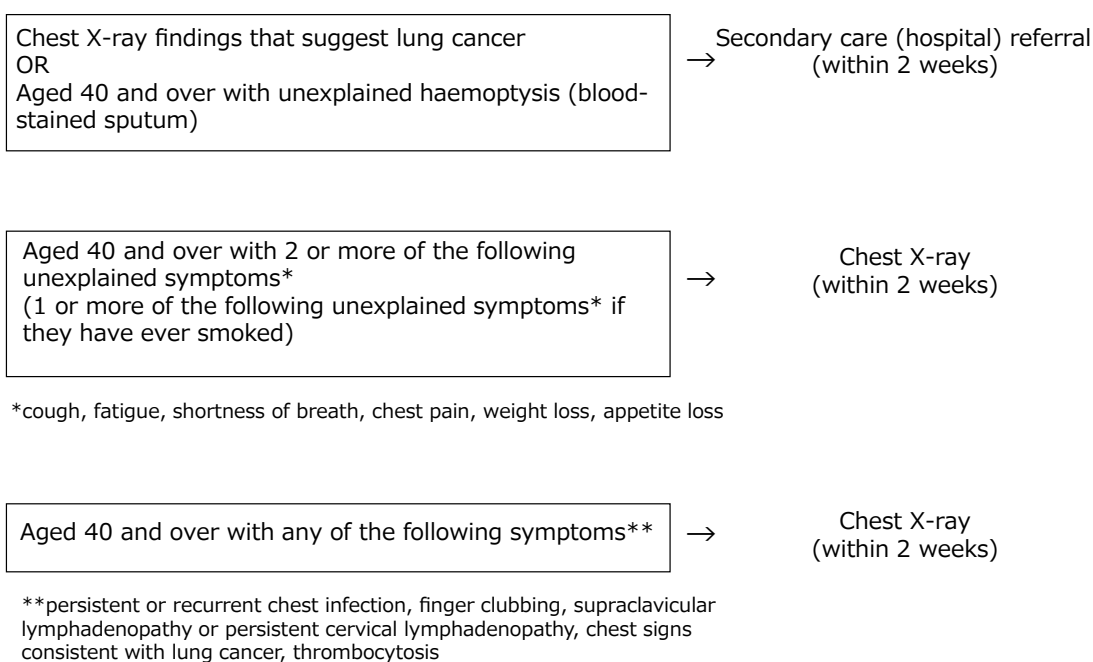 Chest X-ray findings that suggest lung cancer
OR
Aged 40 and over with unexplained haemoptysis (blood-
stained sputum)
→
Secondary care (hospital) referral
(within 2 weeks)
Aged 40 and over with 2 or more of the following
unexplained symptoms*
(1 or more of the following unexplained symptoms* if
they have ever smoked)
→
Chest X-ray
(within 2 weeks)
*cough, fatigue, shortness of breath, chest pain, weight loss, appetite loss
Aged 40 and over with any of the following symptoms**
→
Chest X-ray
(within 2 weeks)
**persistent or recurrent chest infection, finger clubbing, supraclavicular
lymphadenopathy or persistent cervical lymphadenopathy, chest signs
consistent with lung cancer, thrombocytosis